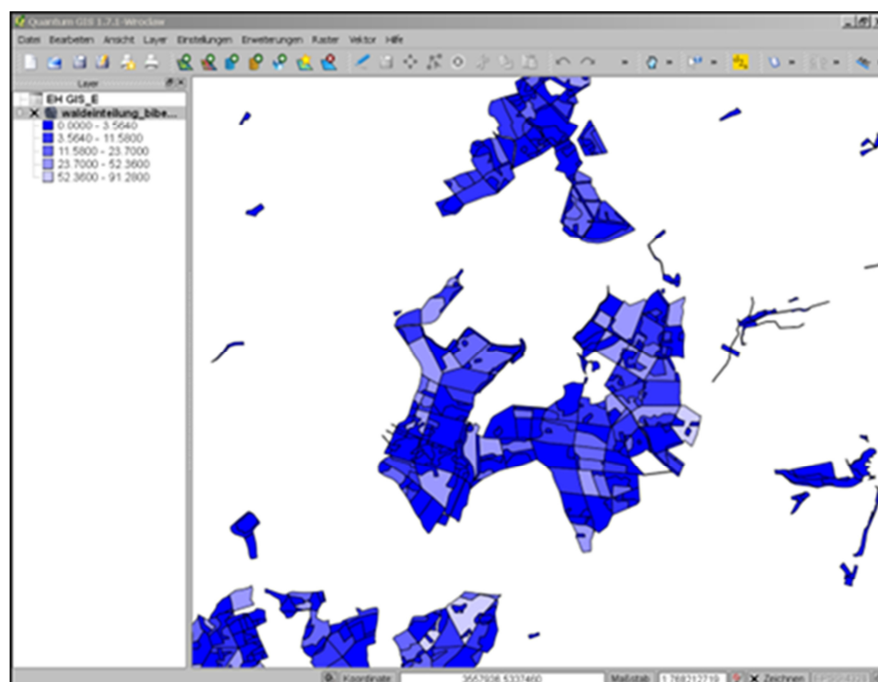 Quantum GIS 1.7.1-Wroclaw
Datei Bearbeiten Ansicht Layer Einstellungen Erweiterungen Raster Vektor Hilfe
Layer
EH GIS_E
waldeinteilung_bibe...
0.0000 - 3.5640
3.5640 - 11.5800
11.5800 - 23.7000
23.7000 - 52.3600
52.3600 - 91.2800
Koordinate
Maßstab
Zeichnen